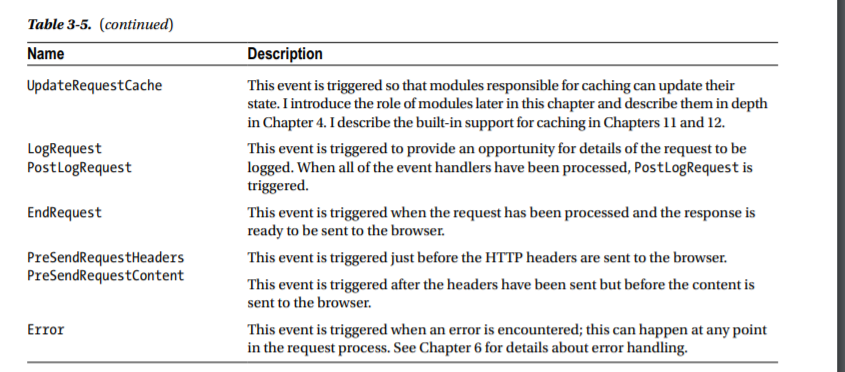 Table 3-5. (continued)
Name Description
UpdateRequestCache This event is triggered so that modules responsible for caching can update their
state. I introduce the role of modules later in this chapter and describe them in depth
in Chapter 4. I describe the built-in support for caching in Chapters 11 and 12.
LogRequest This event is triggered to provide an opportunity for details of the request to be
PostLogRequest logged. When all of the event handlers have been processed, PostLogRequest is
triggered.
EndRequest This event is triggered when the request has been processed and the response is
ready to be sent to the browser.
PreSendRequestHeaders This event is triggered just before the HTTP headers are sent to the browser.
PreSendRequestContent
This event is triggered after the headers have been sent but before the content is
sent to the browser.
Error This event is triggered when an error is encountered; this can happen at any point
in the request process. See Chapter 6 for details about error handling.